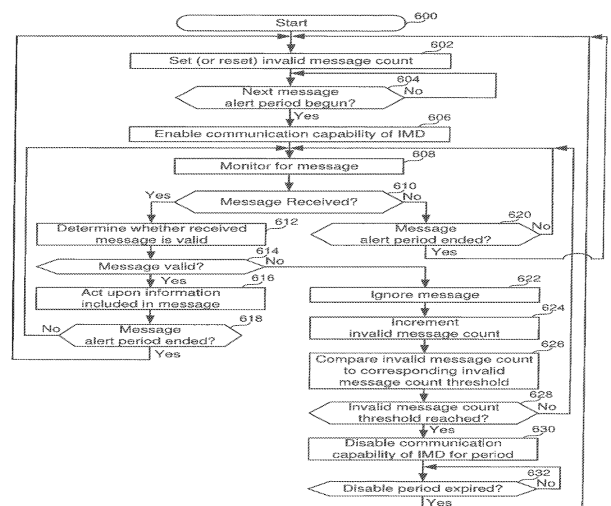 Start
600
602
Set (or reset) invalid message count
604
Next message
alert period begun?
No
Yes
606
Enable communication capability of IMD
608
Monitor for message
610
Yes
Message Received?
No
612
Determine whether received
message is valid
620
Message
alert period ended?
No
Yes
614
Message valid?
No
Yes
616
Act upon information
included in message
618
No
Message
alert period ended?
Yes
622
Ignore message
624
Increment
invalid message count
626
Compare invalid message count
to corresponding invalid
message count threshold
628
Invalid message count
threshold reached?
No
Yes
630
Disable communication
capability of IMD for period
632
Disable period expired?
No
Yes